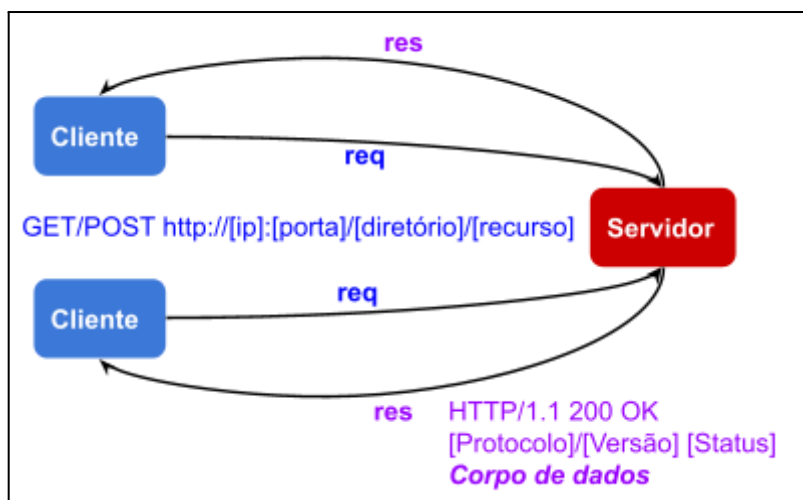 res
Cliente
req
GET/POST http://[ip]:[porta]/[diretório]/[recurso]
Servidor
Cliente
req
res
HTTP/1.1 200 OK
[Protocolo]/[Versão] [Status]
Corpo de dados